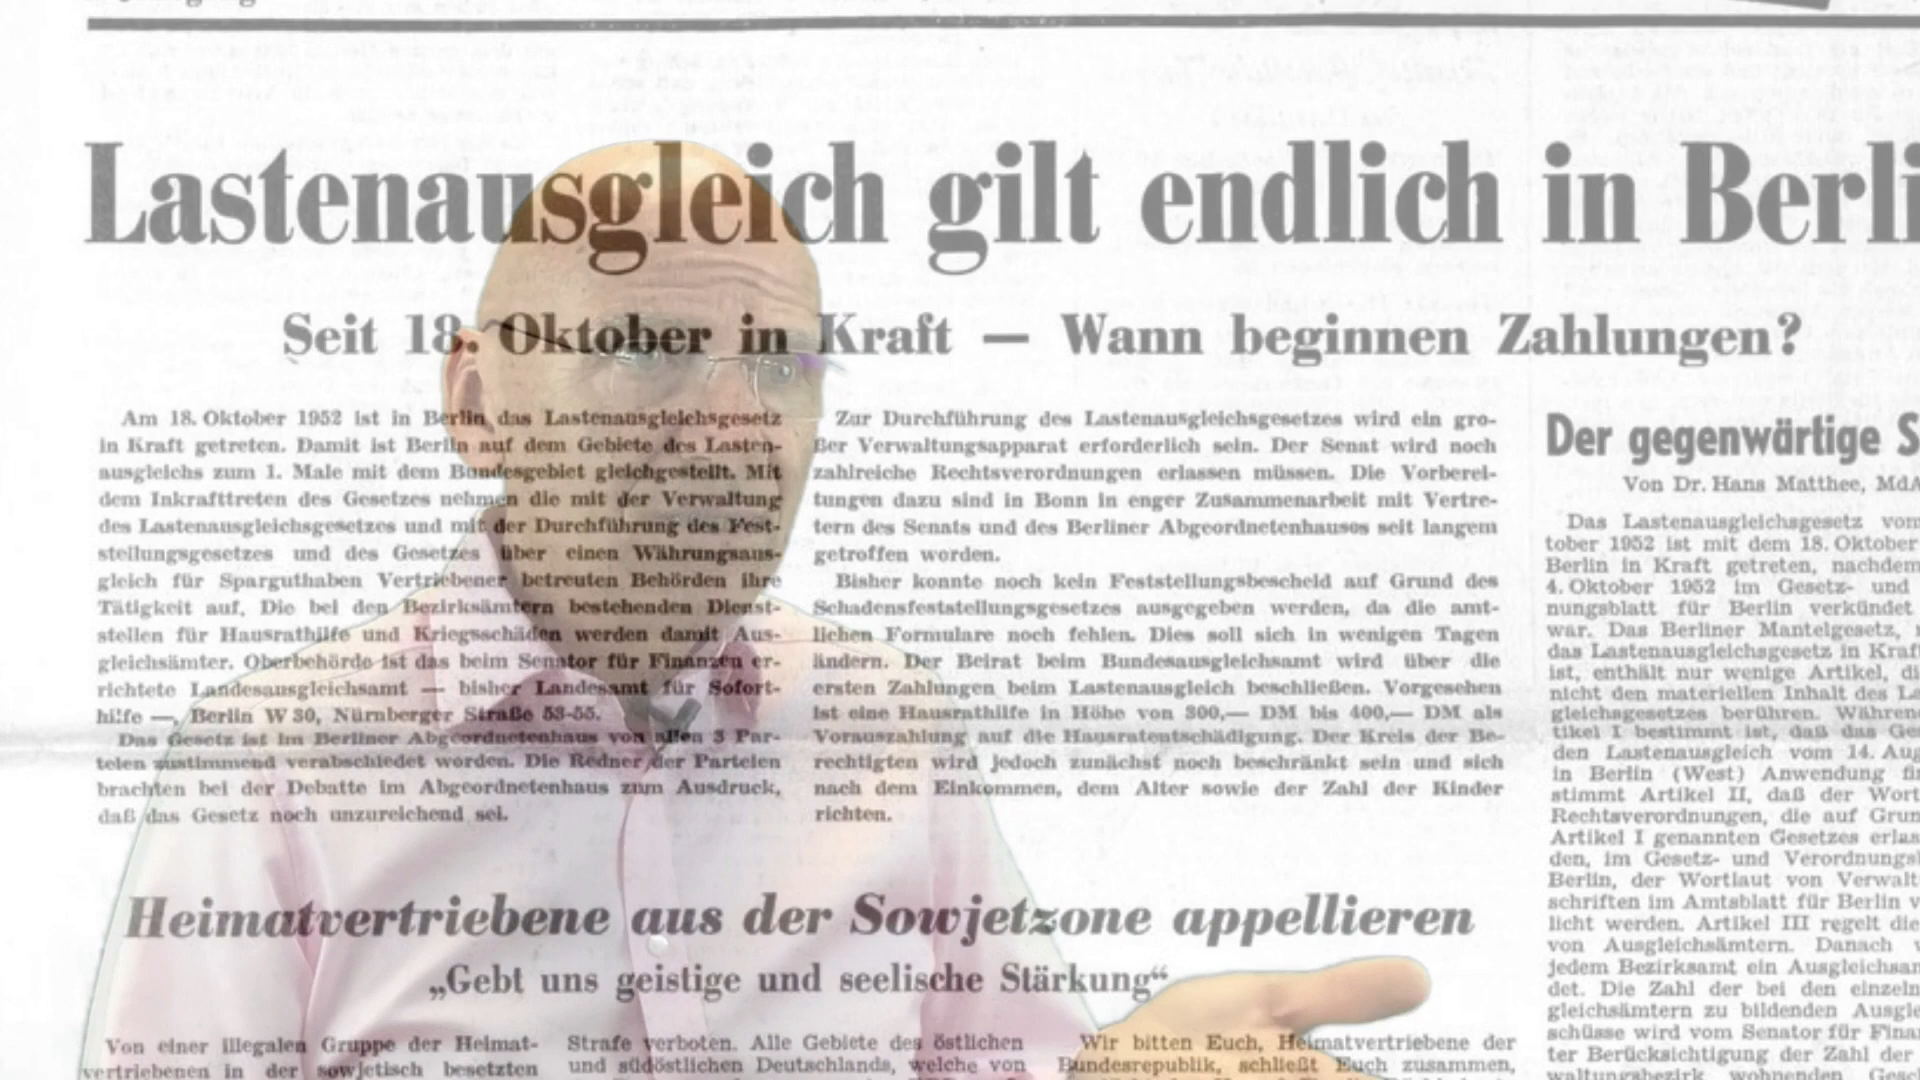 Lastenausgleich gilt endlich in Berli
Seit 18. Oktober in Kraft — Wann beginnen Zahlungen?
Am 18. Oktober 1952 ist in Berlin das Lastenausgleichsgesetz
in Kraft getreten. Damit ist Berlin auf dem Gebiete des Lasten-
ausgleichs zum 1. Male mit dem Bundesgebiet gleichgestellt. Mit
dem Inkrafttreten des Gesetzes nehmen die mit der Verwaltung
des Lastenausgleichsgesetzes und mit der Durchführung des Fest-
stellungsgesetzes und des Gesetzes über einen Währungsaus-
gleich für Sparguthaben Vertriebener betreuten Behörden ihre
Tätigkeit auf. Die bei den Bezirksämtern bestehenden Dienst-
stellen für Hausrathilfe und Kriegsschäden werden damit Aus-
gleichsämter. Oberbehörde ist das beim Senator für Finanzen er-
richtete Landesausgleichsamt — bisher Landesamt für Sofort-
hilfe —, Berlin W 30, Nürnberger Straße 53-55.
Das Gesetz ist im Berliner Abgeordnetenhaus von allen 3 Par-
teien zustimmend verabschiedet worden. Die Redner der Parteien
brachten bei der Debatte im Abgeordnetenhaus zum Ausdruck,
daß das Gesetz noch unzureichend sei.
Zur Durchführung des Lastenausgleichsgesetzes wird ein gro-
ßer Verwaltungsapparat erforderlich sein. Der Senat wird noch
zahlreiche Rechtsverordnungen erlassen müssen. Die Vorberei-
tungen dazu sind in Bonn in enger Zusammenarbeit mit Vertre-
tern des Senats und des Berliner Abgeordnetenhauses seit langem
getroffen worden.
Bisher konnte noch kein Feststellungsbescheid auf Grund des
Schadensfeststellungsgesetzes ausgegeben werden, da die amt-
lichen Formulare noch fehlen. Dies soll sich in wenigen Tagen
ändern. Der Beirat beim Bundesausgleichsamt wird über die
ersten Zahlungen beim Lastenausgleich beschließen. Vorgesehen
ist eine Hausrathilfe in Höhe von 300,— DM bis 400,— DM als
Vorauszahlung auf die Hausratentschädigung. Der Kreis der Be-
rechtigten wird jedoch zunächst noch beschränkt sein und sich
nach dem Einkommen, dem Alter sowie der Zahl der Kinder
richten.
Der gegenwärtige S
Von Dr. Hans Matthee, MdA
Das Lastenausgleichsgesetz vom
tober 1952 ist mit dem 18. Oktober
Berlin in Kraft getreten, nachdem
4. Oktober 1952 im Gesetz- und
nungsblatt für Berlin verkündet
war. Das Berliner Mantelgesetz,
das Lastenausgleichsgesetz in Kraft
ist, enthält nur wenige Artikel, di
nicht den materiellen Inhalt des La
gleichsgesetzes berühren. Währen
tikel I bestimmt ist, daß das Ges
den Lastenausgleich vom 14. Aug
in Berlin (West) Anwendung fi
stimmt Artikel II, daß der Wort
Rechtsverordnungen, die auf Grun
Artikel I genannten Gesetzes erlas
den, im Gesetz- und Verordnungs
Berlin, der Wortlaut von Verwalt
schriften im Amtsblatt für Berlin v
licht werden. Artikel III regelt die
von Ausgleichsämtern. Danach
jedem Bezirksamt ein Ausgleichsam
det. Die Zahl der bei den einzeln
gleichsämtern zu bildenden Ausgle
schüsse wird vom Senator für Finan
ter Berücksichtigung der Zahl der
waltungsbezirk wohnenden Gesch
Heimatvertriebene aus der Sowjetzone appellieren
„Gebt uns geistige und seelische Stärkung“
Von einer illegalen Gruppe der Heimat-
vertriebenen in der sowjetisch besetzten
Strafe verboten. Alle Gebiete des östlichen
und südöstlichen Deutschlands, welche von
Wir bitten Euch, Heimatvertriebene der
Bundesrepublik, schließt Euch zusammen,